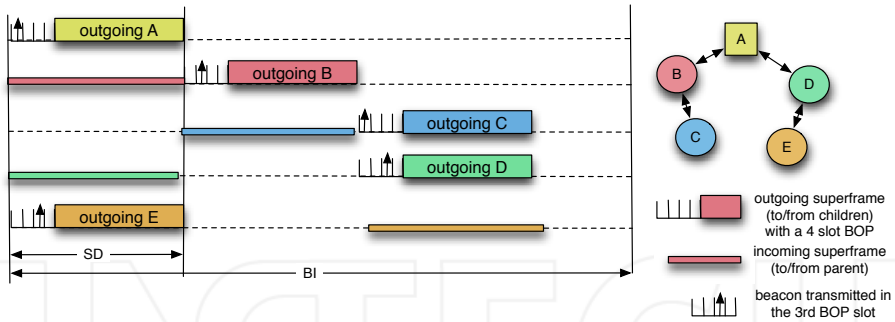 outgoing A
outgoing B
outgoing C
outgoing D
outgoing E
SD
BI
A
B
D
C
E
outgoing superframe
(to/from children)
with a 4 slot BOP
incoming superframe
(to/from parent)
beacon transmitted in
the 3rd BOP slot